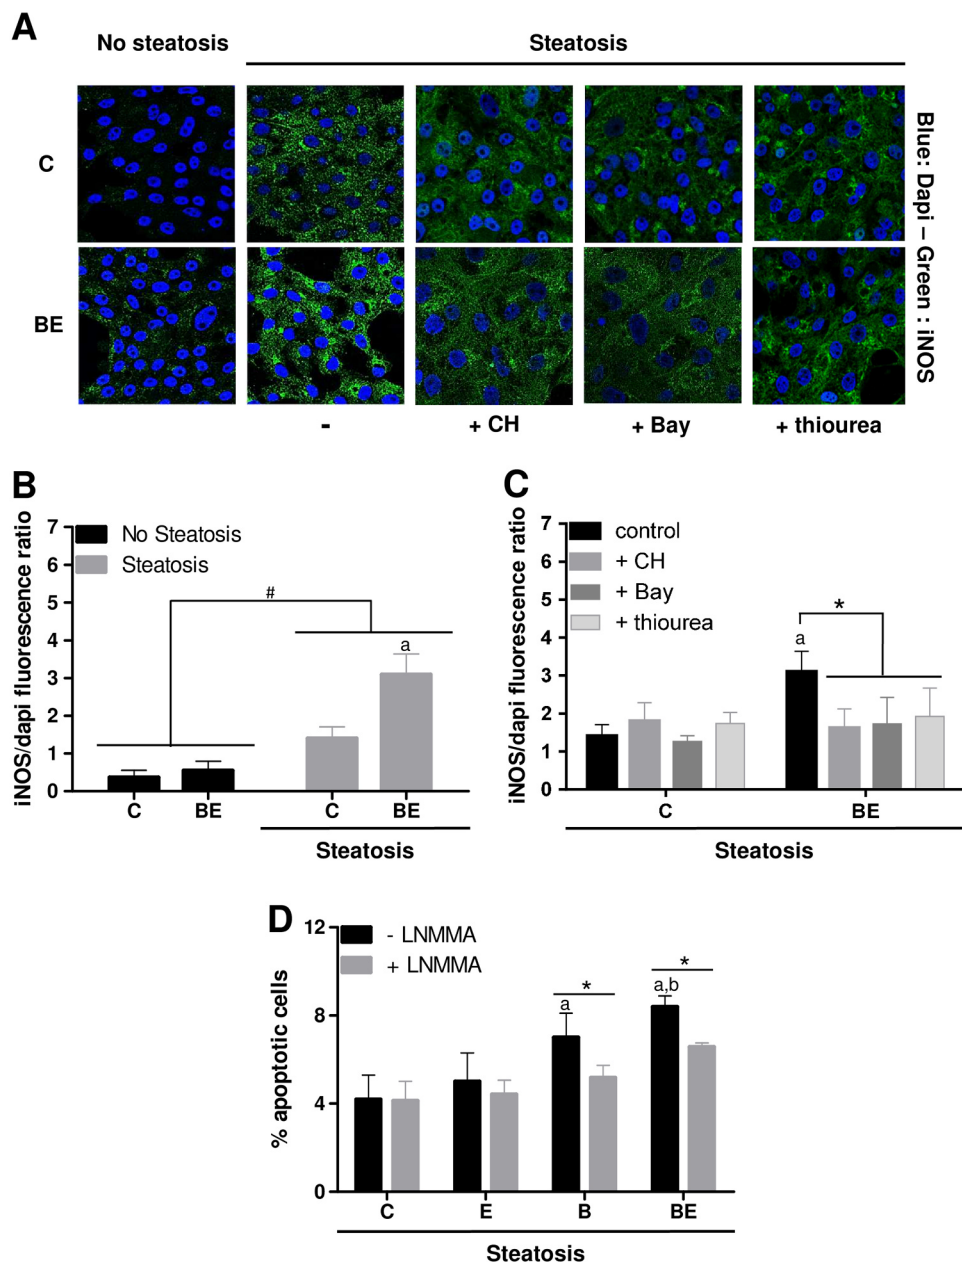 A
No steatosis
Steatosis
C
BE
Blue: Dapi – Green : iNOS
-
+ CH
+ Bay
+ thiourea
B
iNOS/dapi fluorescence ratio
7
6
5
4
3
2
1
0
No Steatosis
Steatosis
#
a
C
BE
C
BE
Steatosis
C
iNOS/dapi fluorescence ratio
7
6
5
4
3
2
1
0
control
+ CH
+ Bay
+ thiourea
a
*
C
BE
Steatosis
D
% apoptotic cells
12
8
4
0
- LNMMA
+ LNMMA
a
*
a,b
*
C
E
B
BE
Steatosis